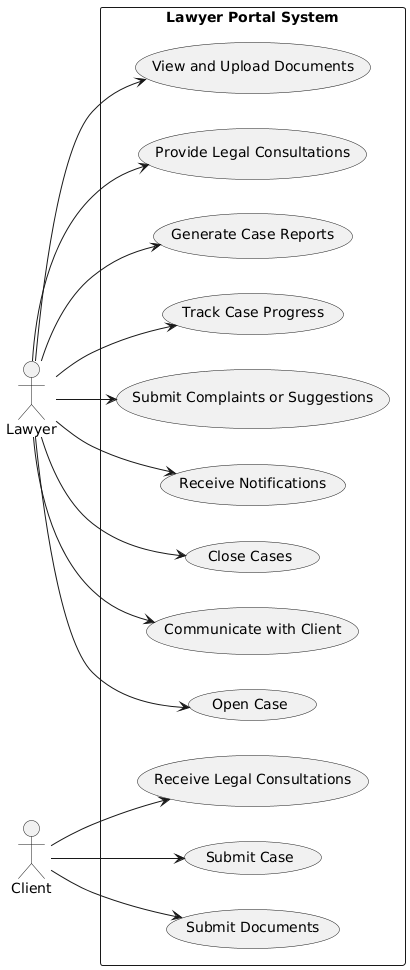 Lawyer Portal System
View and Upload Documents
Provide Legal Consultations
Generate Case Reports
Track Case Progress
Submit Complaints or Suggestions
Lawyer
Receive Notifications
Close Cases
Communicate with Client
Open Case
Receive Legal Consultations
Submit Case
Client
Submit Documents